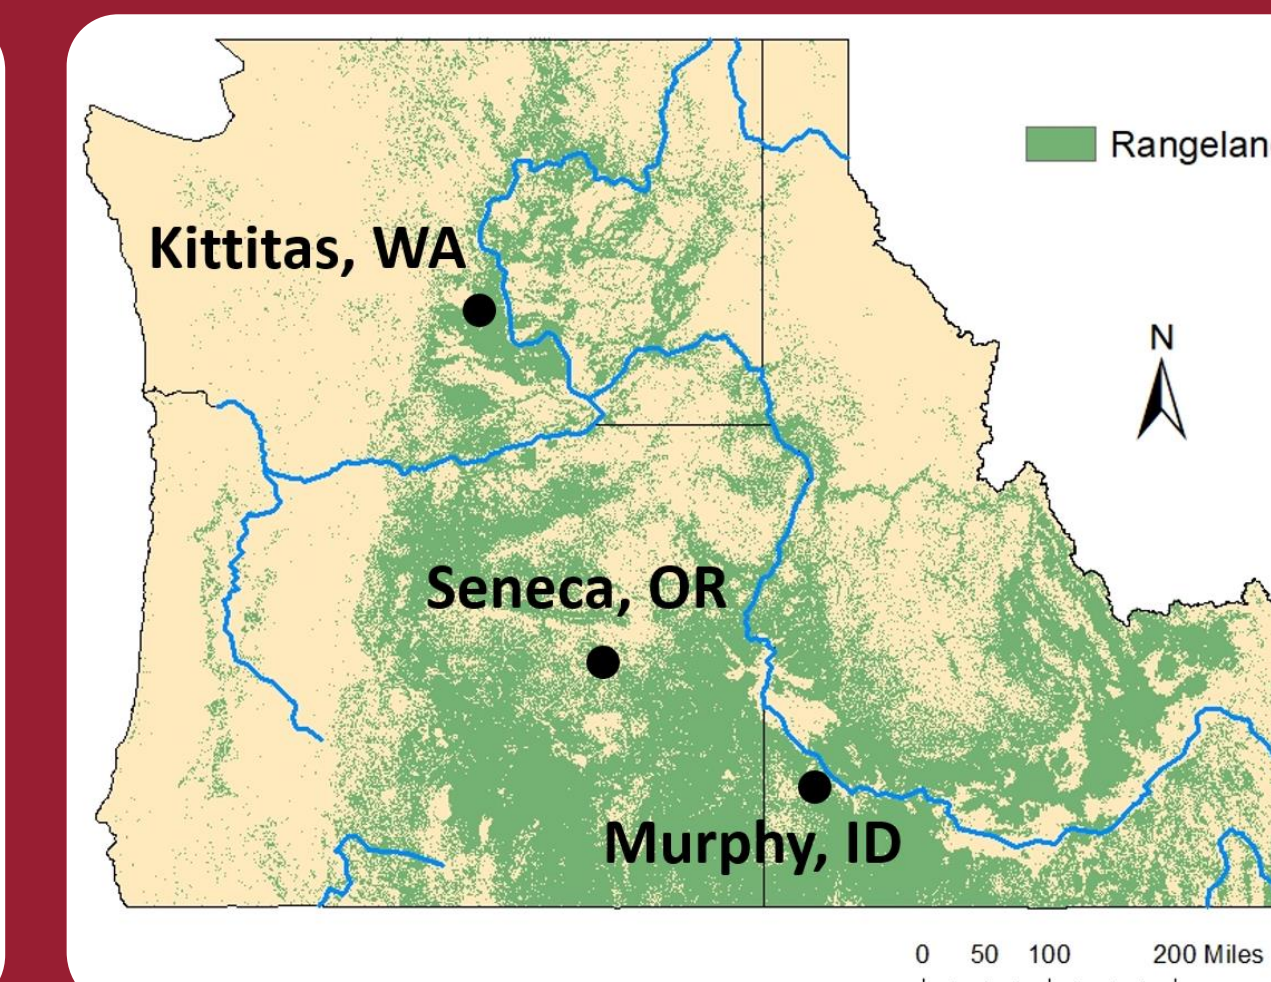 Rangelan
Kittitas, WA
N
Seneca, OR
Murphy, ID
0 50 100 200 Miles